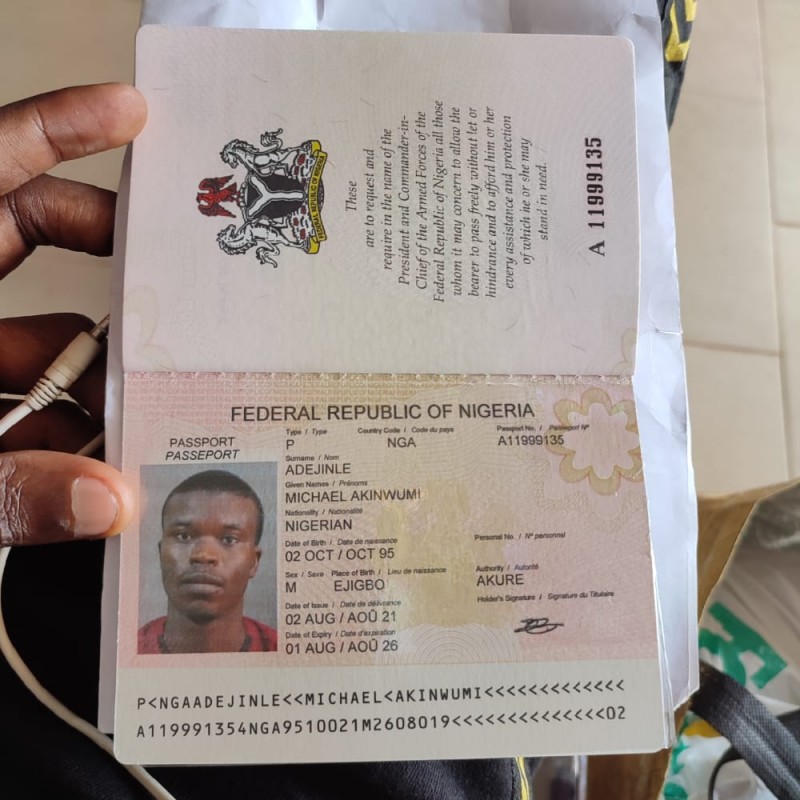 FEDERAL REPUBLIC OF NIGERIA
These
are to request and
require in the name of the
President and Commander-in-
Chief of the Armed Forces of the
Federal Republic of Nigeria all those
whom it may concern to allow the
bearer to pass freely without let or
hindrance and to afford him or her
every assistance and protection
of which he or she may
stand in need.
A 11999135
FEDERAL REPUBLIC OF NIGERIA
PASSPORT
PASSEPORT
Type / Type Country Code / Code du pays Passport No. / Passeport N°
P NGA A11999135
Surname / Nom
ADEJINLE
Given Names / Prénoms
MICHAEL AKINWUMI
Nationality / Nationalité
NIGERIAN
Date of Birth / Date de naissance Personal No. / N° personnel
02 OCT / OCT 95
Sex / Sexe Place of Birth / Lieu de naissance Authority / Autorité
M EJIGBO AKURE
Date of Issue / Date de délivrance Holder's Signature / Signature du Titulaire
02 AUG / AOÛ 21
Date of Expiry / Date d'expiration
01 AUG / AOÛ 26
P<NGAADEJINLE<<MICHAEL<AKINWUMI<<<<<<<<<<<<<
A119991354NGA9510021M2608019<<<<<<<<<<<<<<02